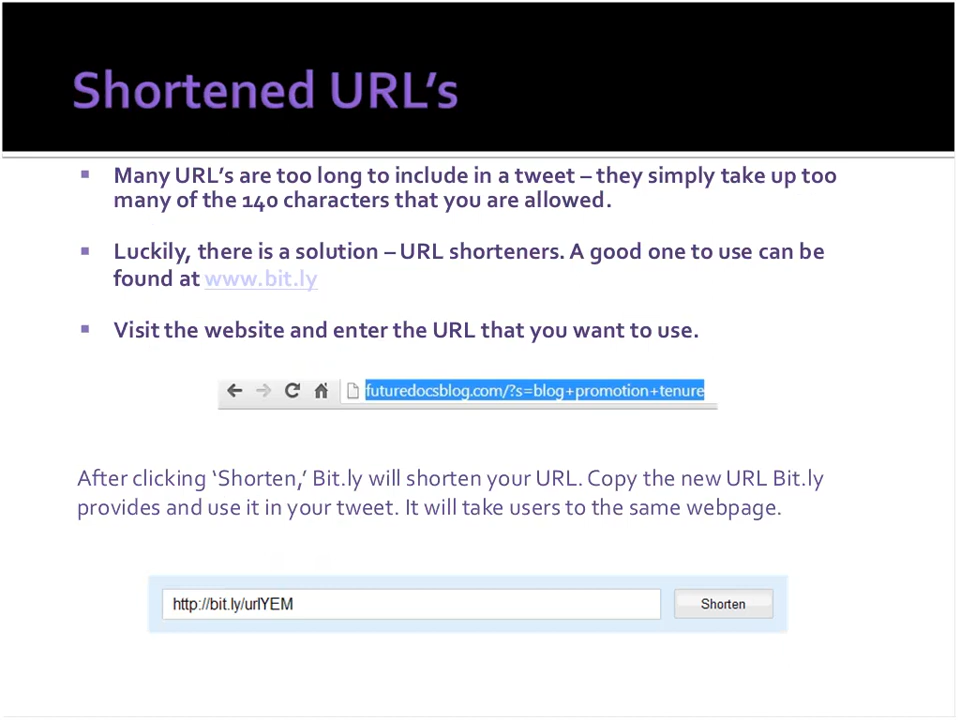 Shortened URL’s
Many URL’s are too long to include in a tweet – they simply take up too
many of the 140 characters that you are allowed.
Luckily, there is a solution – URL shorteners. A good one to use can be
found at www.bit.ly
Visit the website and enter the URL that you want to use.
futuredocsblog.com/?s=blog+promotion+tenure
After clicking ‘Shorten,’ Bit.ly will shorten your URL. Copy the new URL Bit.ly
provides and use it in your tweet. It will take users to the same webpage.
http://bit.ly/urlYEM Shorten